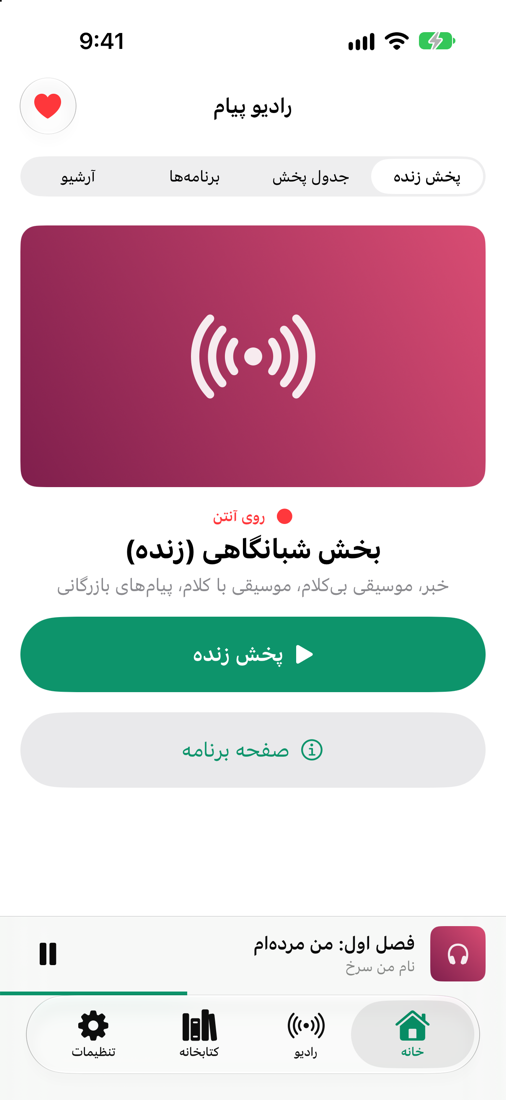 9:41
رادیو پیام
پخش زنده
جدول پخش
برنامه‌ها
آرشیو
روی آنتن
بخش شبانگاهی (زنده)
خبر، موسیقی بی‌کلام، موسیقی با کلام، پیام‌های بازرگانی
پخش زنده
صفحه برنامه
فصل اول: من مرده‌ام
نام من سرخ
خانه
رادیو
کتابخانه
تنظیمات